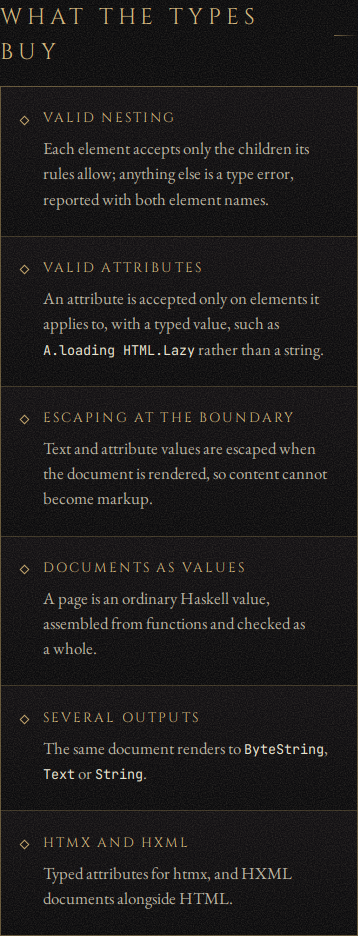 WHAT THE TYPES
BUY
VALID NESTING
Each element accepts only the children its
rules allow; anything else is a type error,
reported with both element names.
VALID ATTRIBUTES
An attribute is accepted only on elements it
applies to, with a typed value, such as
A.loading HTML.Lazy rather than a string.
ESCAPING AT THE BOUNDARY
Text and attribute values are escaped when
the document is rendered, so content cannot
become markup.
DOCUMENTS AS VALUES
A page is an ordinary Haskell value,
assembled from functions and checked as
a whole.
SEVERAL OUTPUTS
The same document renders to ByteString,
Text or String.
HTMX AND HXML
Typed attributes for htmx, and HXML
documents alongside HTML.